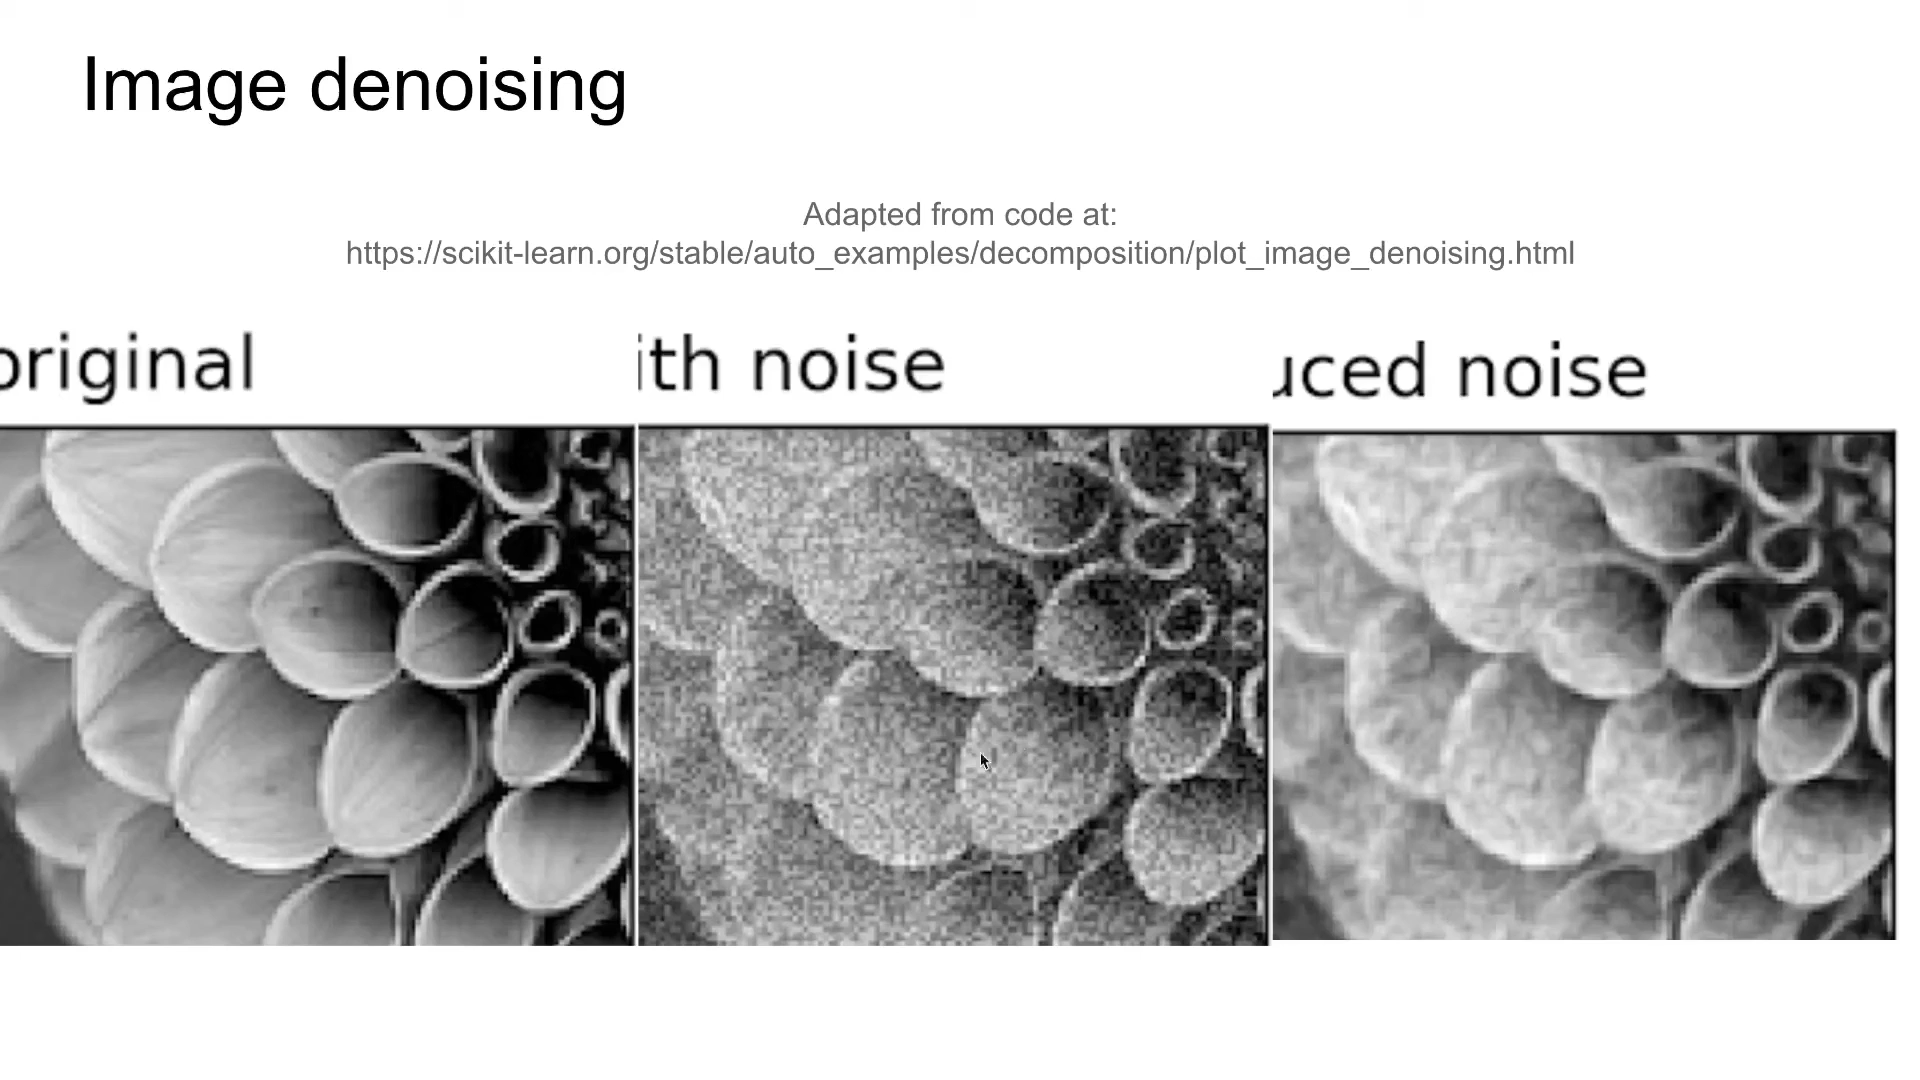 Image denoising
Adapted from code at:
https://scikit-learn.org/stable/auto_examples/decomposition/plot_image_denoising.html
original
ith noise
uced noise